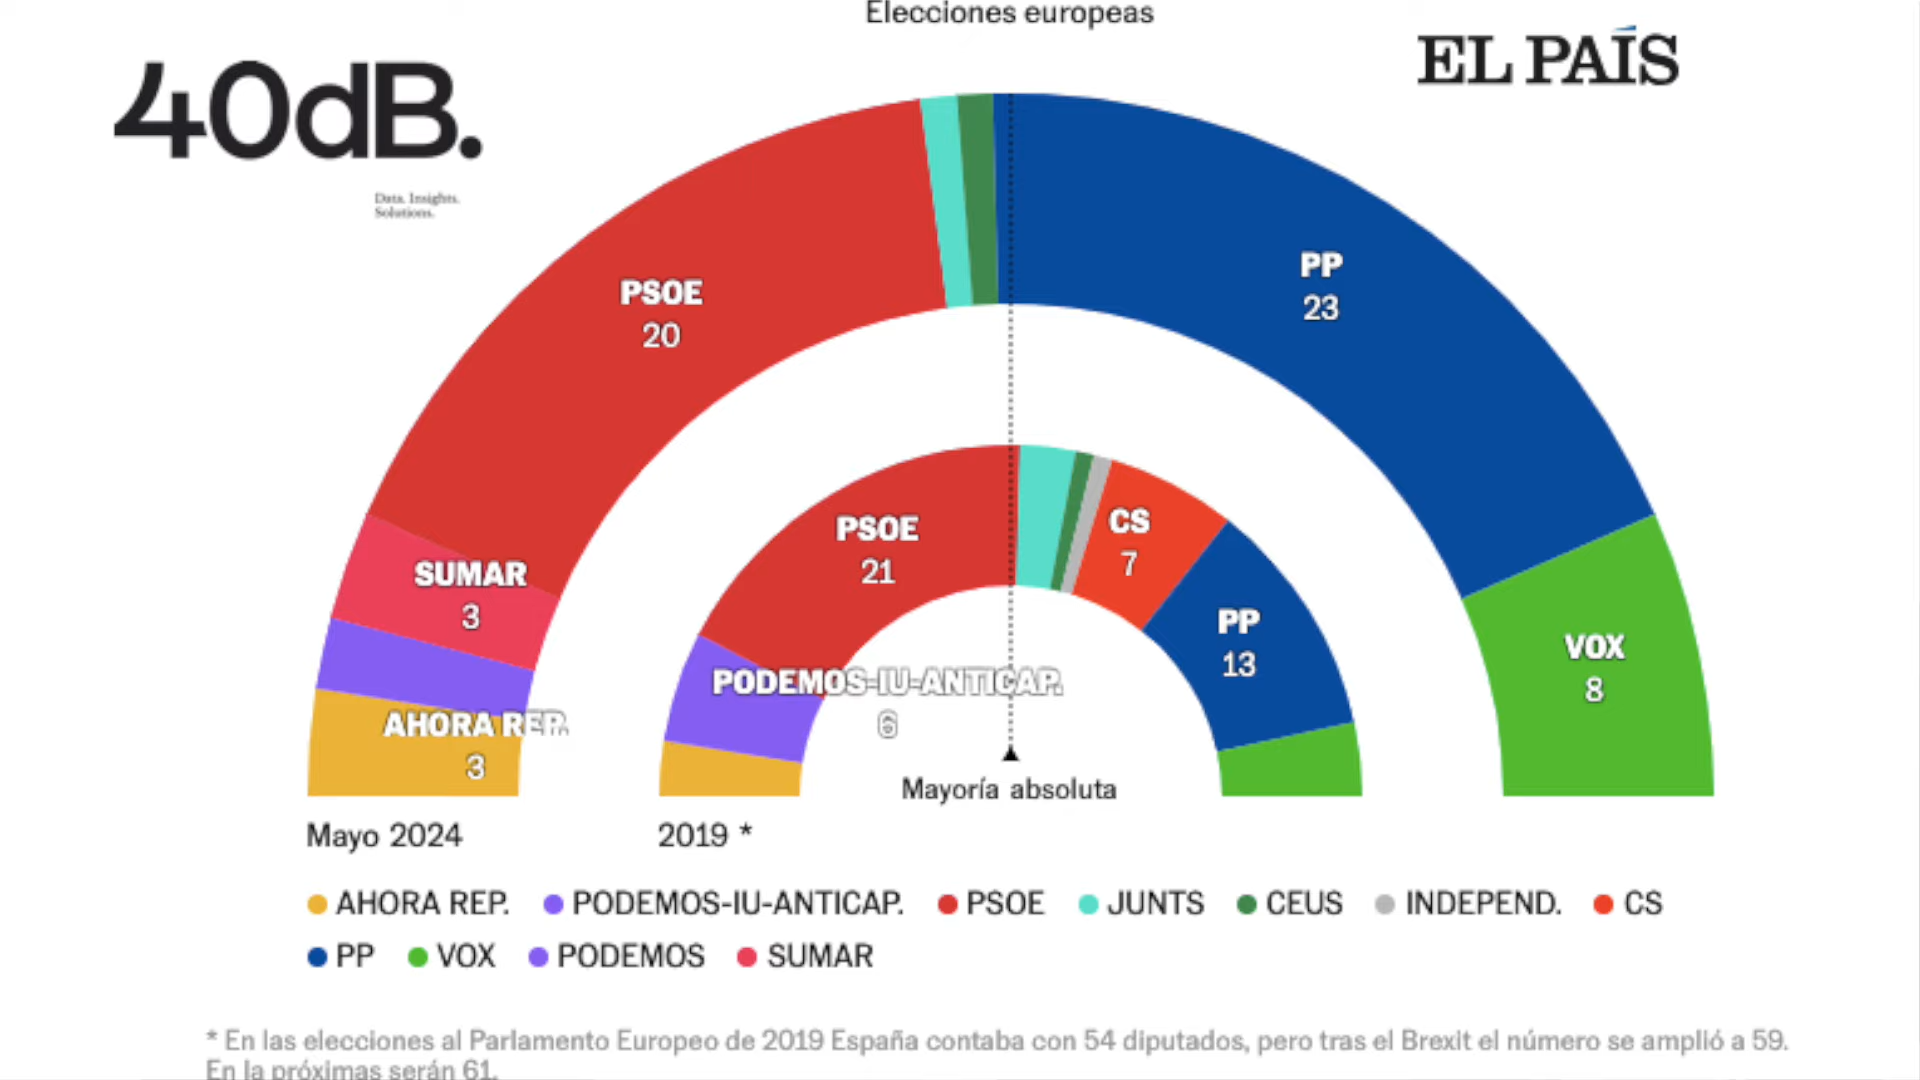 Elecciones europeas
40dB.
Data. Insights.
Solutions.
EL PAÍS
PSOE
20
PP
23
SUMAR
3
AHORA REP.
3
VOX
8
PSOE
21
CS
7
PP
13
PODEMOS-IU-ANTICAP.
6
Mayoría absoluta
Mayo 2024
2019 *
AHORA REP. PODEMOS-IU-ANTICAP. PSOE JUNTS CEUS INDEPEND. CS
PP VOX PODEMOS SUMAR
* En las elecciones al Parlamento Europeo de 2019 España contaba con 54 diputados, pero tras el Brexit el número se amplió a 59.
En la próximas serán 61.